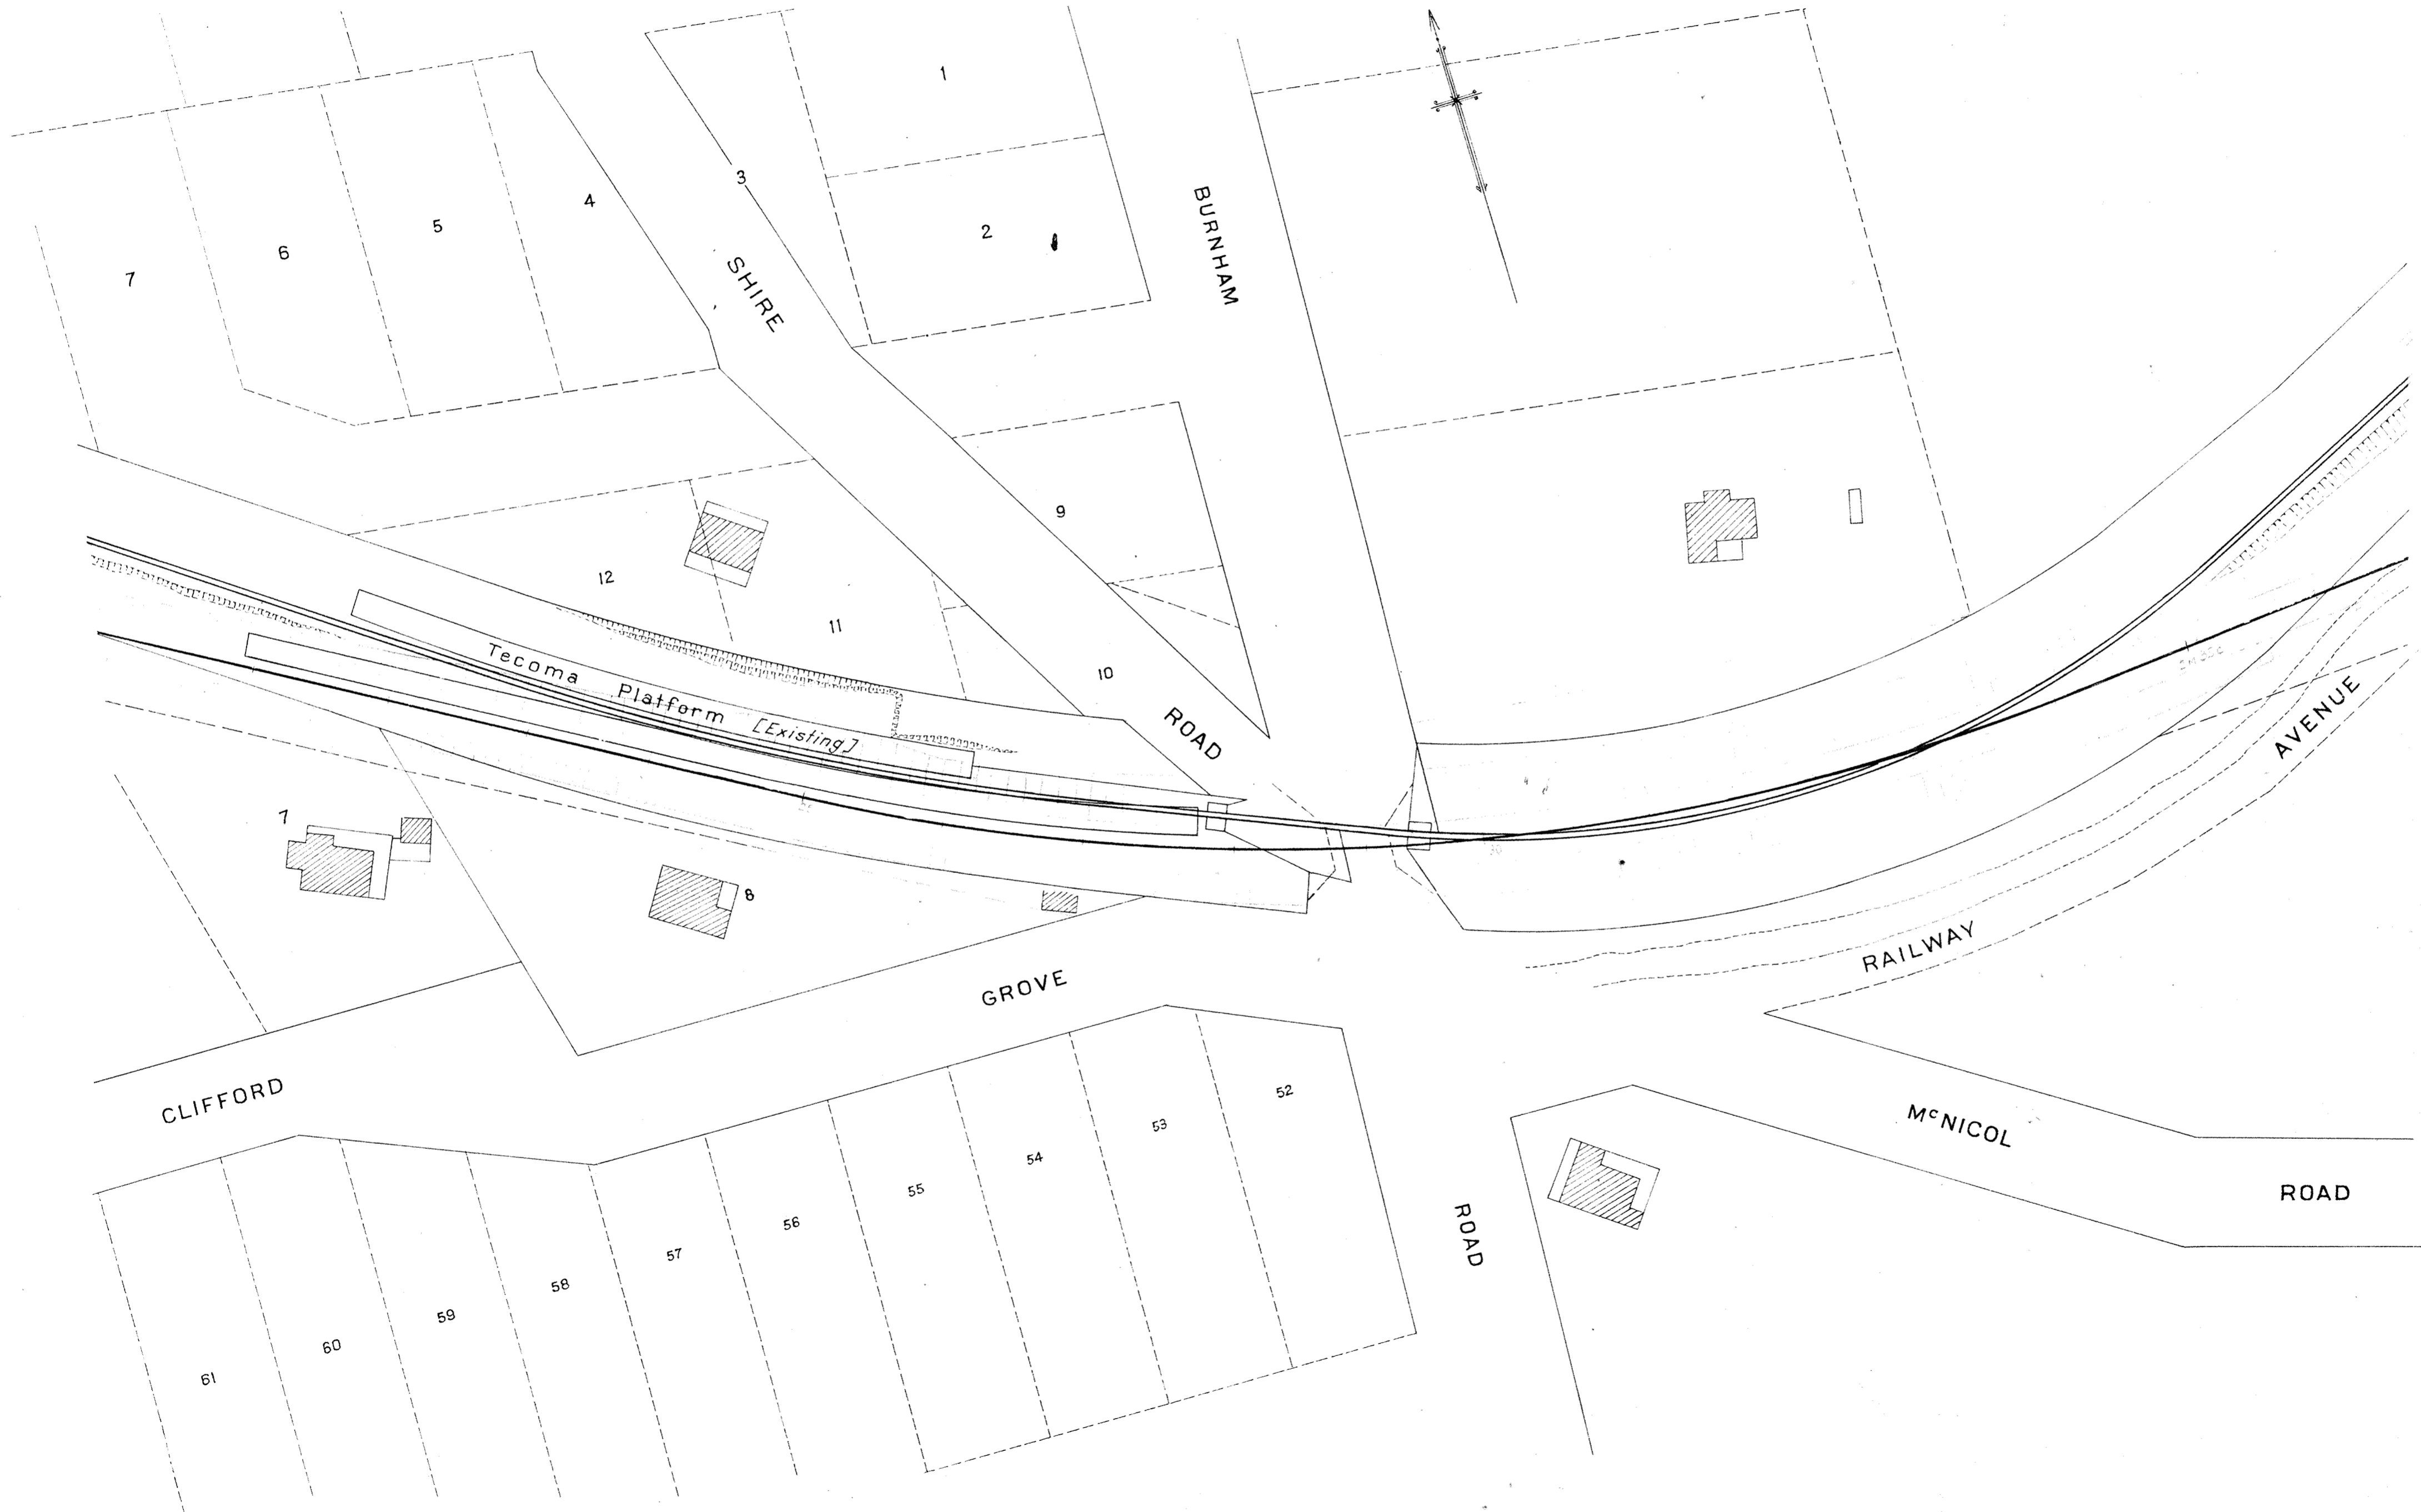 1
3
2
4
5
6
7
SHIRE
BURNHAM
9
12
11
10
Tecoma Platform [Existing]
ROAD
AVENUE
7
8
RAILWAY
GROVE
CLIFFORD
McNICOL
ROAD
52
53
54
55
56
57
58
59
60
61
ROAD